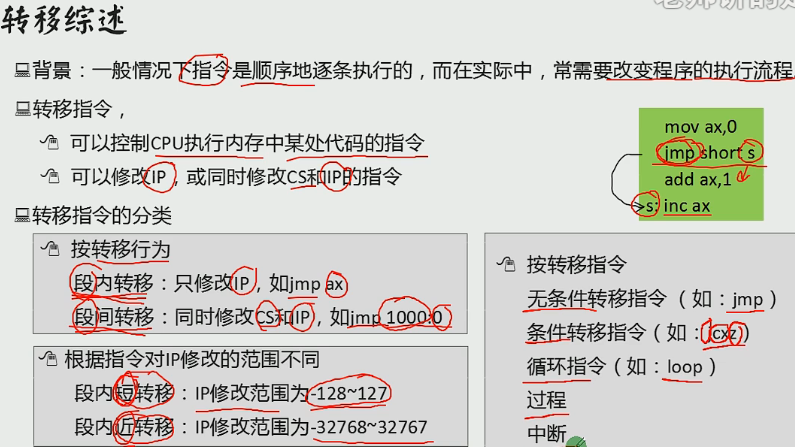 老师讲的
转移综述
背景：一般情况下指令是顺序地逐条执行的，而在实际中，常需要改变程序的执行流程
转移指令，
可以控制CPU执行内存中某处代码的指令
可以修改IP，或同时修改CS和IP的指令
mov ax,0
jmp short s
add ax,1
s: inc ax
转移指令的分类
按转移行为
段内转移：只修改IP，如jmp ax
段间转移：同时修改CS和IP，如jmp 1000:0
根据指令对IP修改的范围不同
段内短转移：IP修改范围为-128~127
段内近转移：IP修改范围为-32768~32767
按转移指令
无条件转移指令（如：jmp）
条件转移指令（如：jcxz）
循环指令（如：loop）
过程
中断